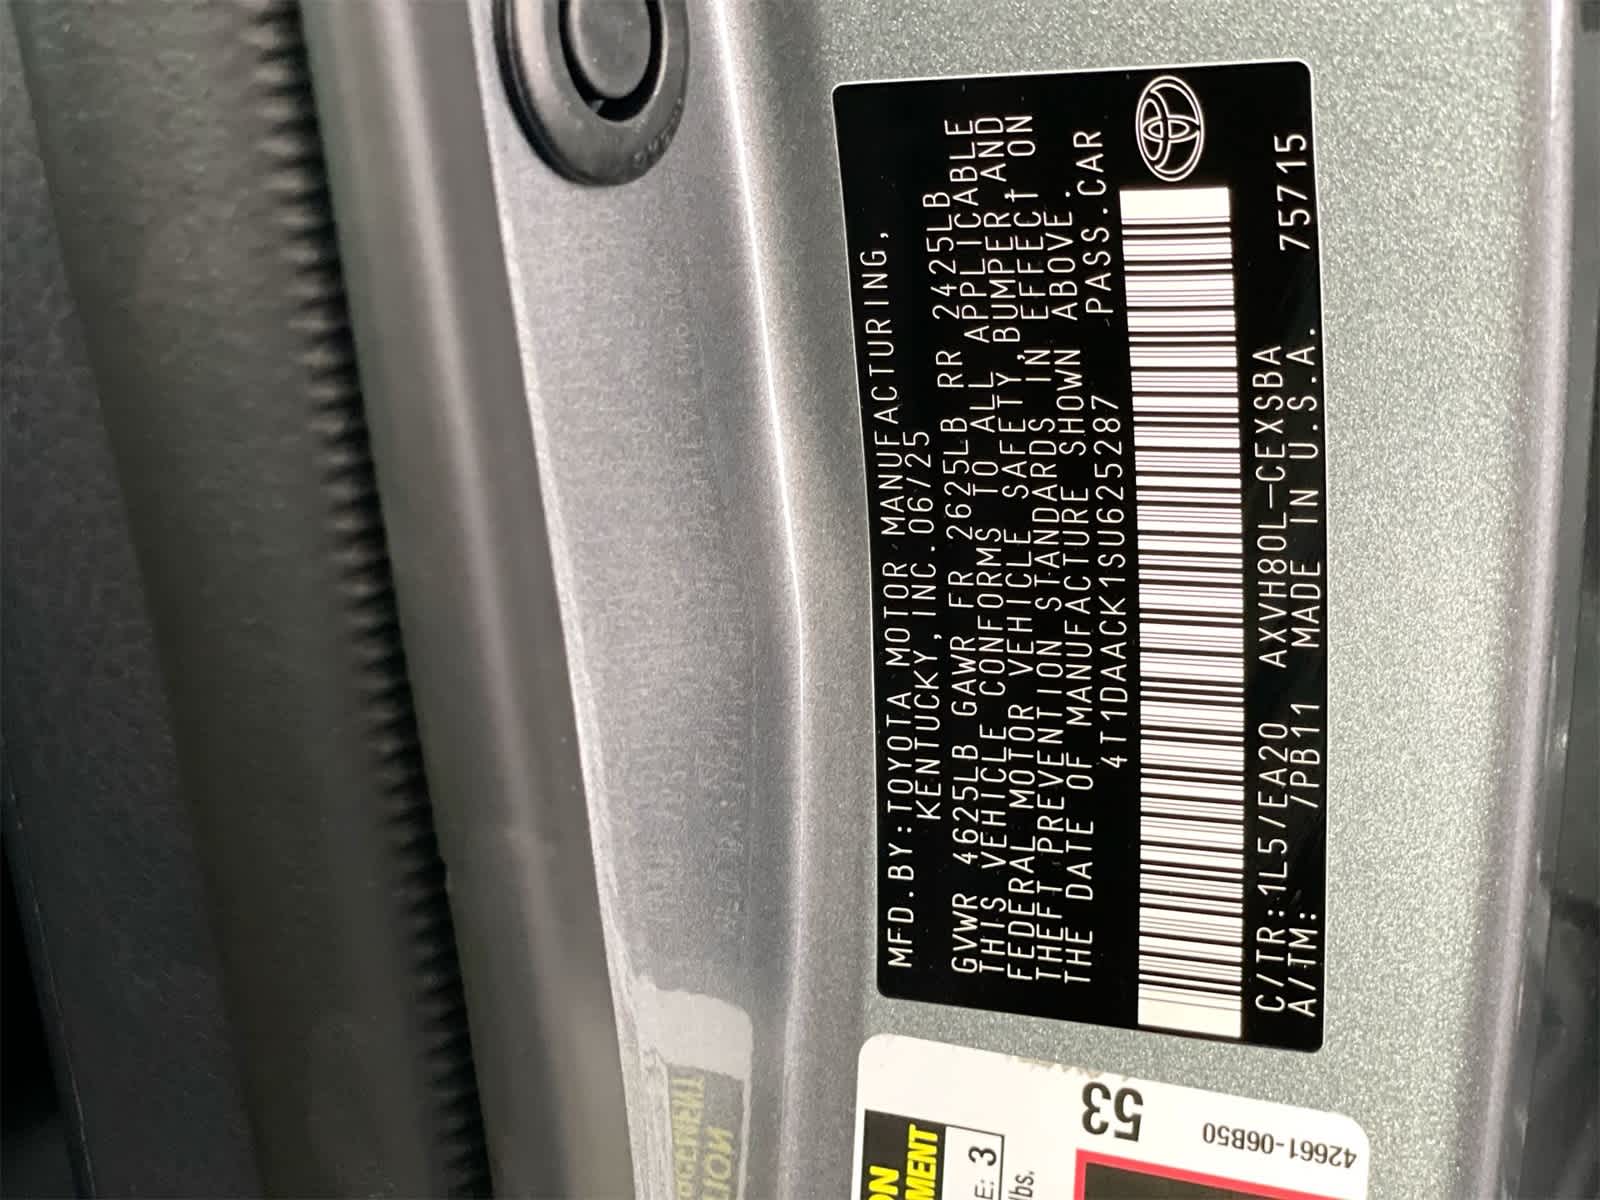 MFD.BY:TOYOTA MOTOR MANUFACTURING,
KENTUCKY,INC.06/25
GVWR 4625LB GAWR FR 2625LB RR 2425LB
THIS VEHICLE CONFORMS TO ALL APPLICABLE
FEDERAL MOTOR VEHICLE SAFETY,BUMPER,AND
THEFT PREVENTION STANDARDS IN EFFECT ON
THE DATE OF MANUFACTURE SHOWN ABOVE.
4T1DAACK1SU625287 PASS.CAR
C/TR:1L5/EA20 AXVH80L-CEXSBA 75715
A/TM: /PB11 MADE IN U.S.A.
53
42661-06B50
3
lbs.